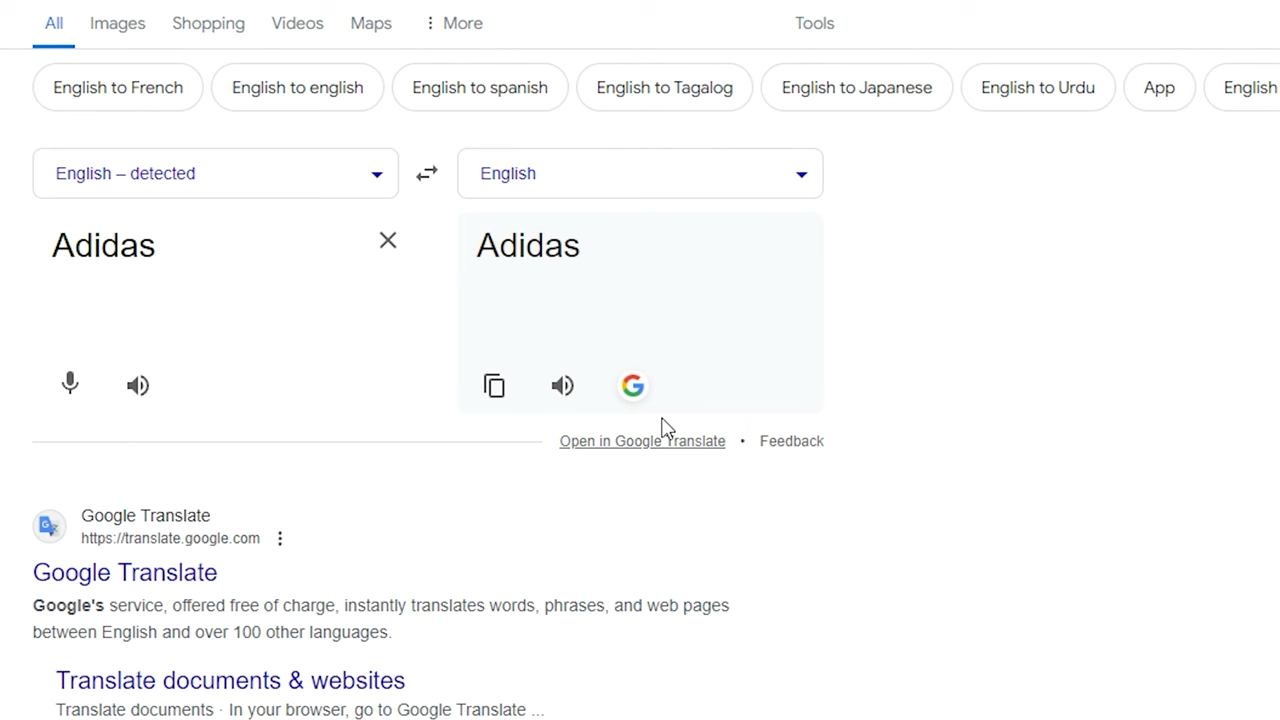 All Images Shopping Videos Maps More Tools
English to French English to english English to spanish English to Tagalog English to Japanese English to Urdu App English
English – detected English
Adidas Adidas
Open in Google Translate • Feedback
Google Translate
https://translate.google.com
Google Translate
Google's service, offered free of charge, instantly translates words, phrases, and web pages
between English and over 100 other languages.
Translate documents & websites
Translate documents · In your browser, go to Google Translate ...